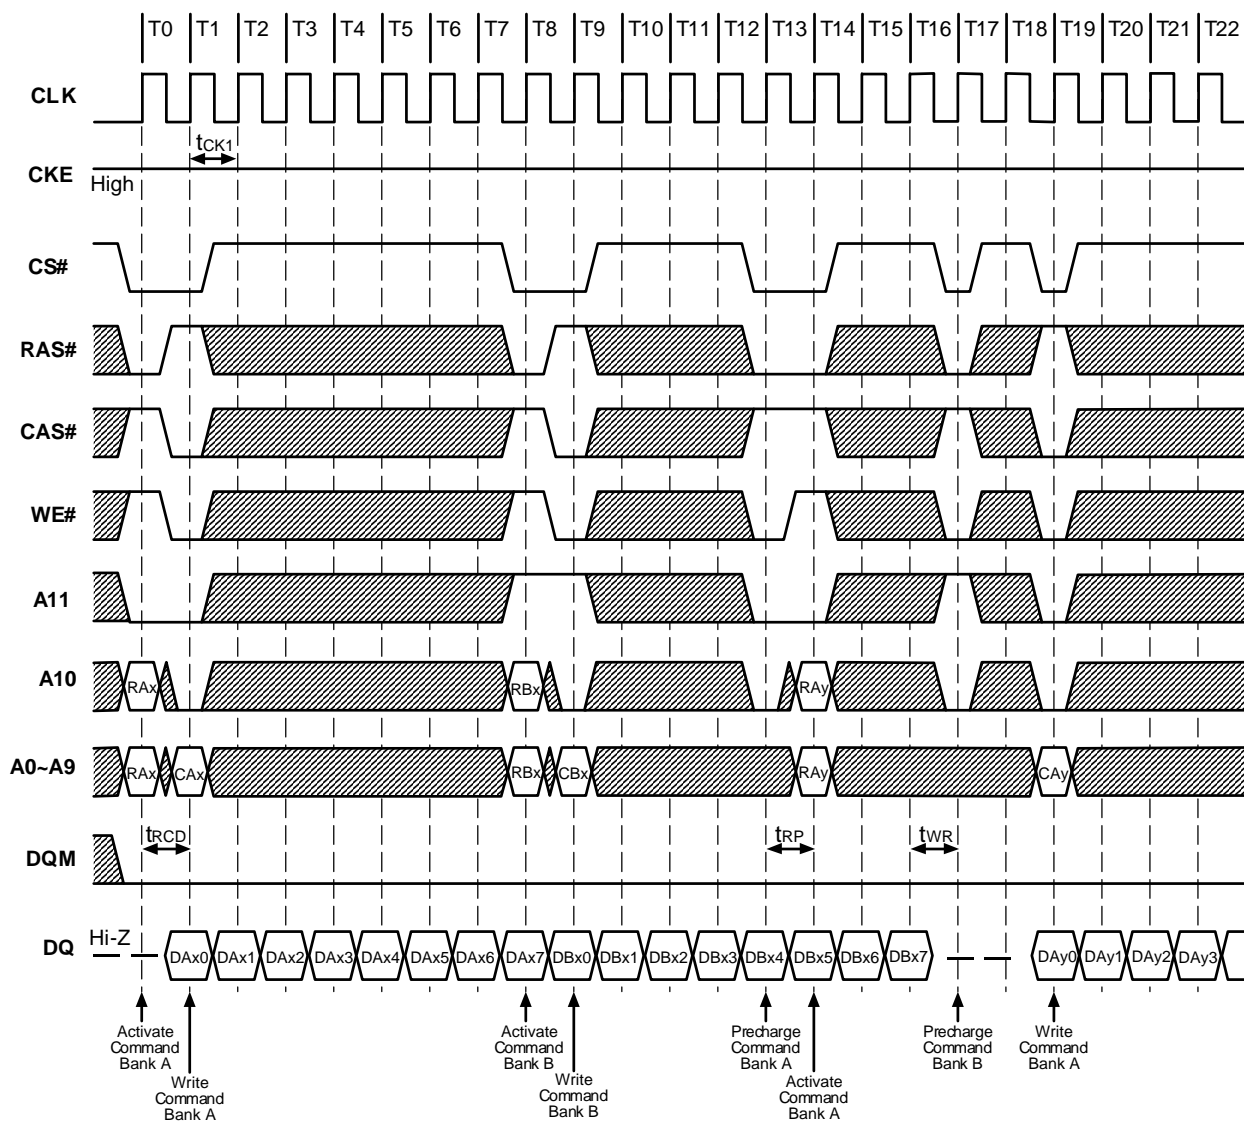 T0 T1 T2 T3 T4 T5 T6 T7 T8 T9 T10 T11 T12 T13 T14 T15 T16 T17 T18 T19 T20 T21 T22
CLK
tCK1
CKE
High
CS#
RAS#
CAS#
WE#
A11
A10 RAx RBx RAy
A0~A9 RAx CAx RBx CBx RAy CAy
tRCD tRP tWR
DQM
Hi-Z
DQ DAx0 DAx1 DAx2 DAx3 DAx4 DAx5 DAx6 DAx7 DBx0 DBx1 DBx2 DBx3 DBx4 DBx5 DBx6 DBx7 DAy0 DAy1 DAy2 DAy3
Activate Command Bank A
Write Command Bank A
Activate Command Bank B
Write Command Bank B
Precharge Command Bank A
Activate Command Bank A
Precharge Command Bank B
Write Command Bank A